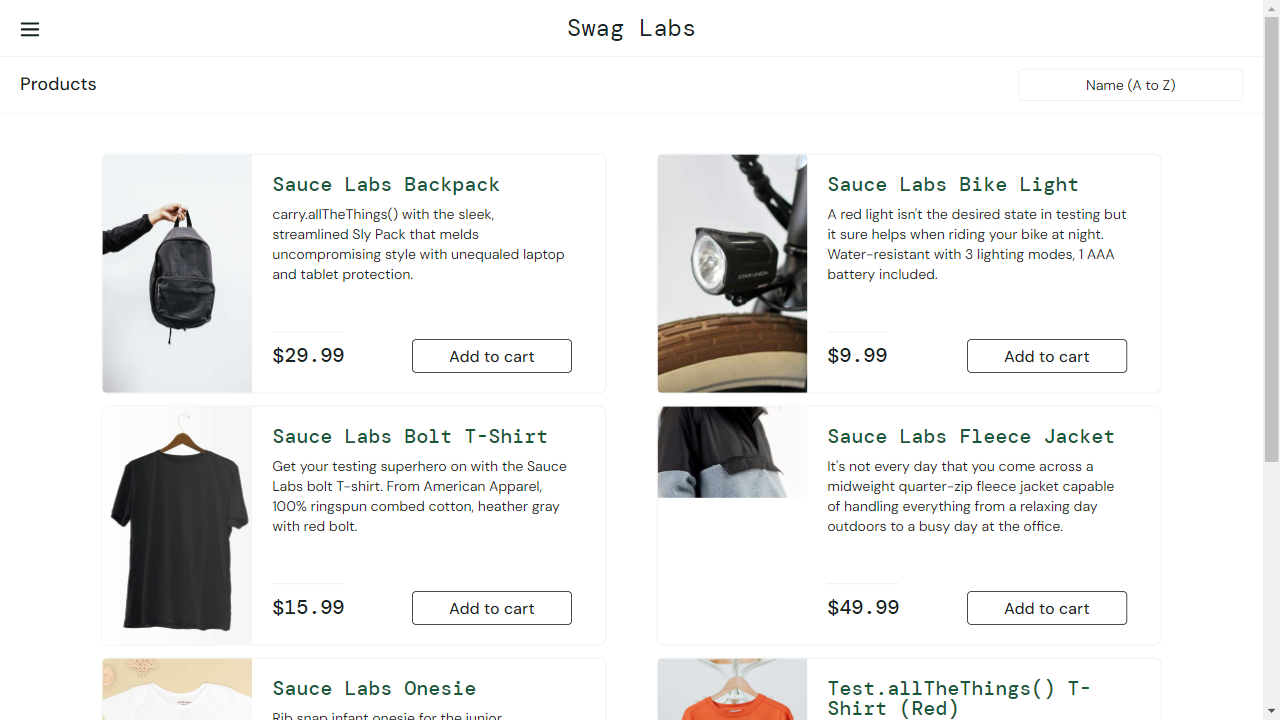 Swag Labs
Products
Name (A to Z)
Sauce Labs Backpack
carry.allTheThings() with the sleek,
streamlined Sly Pack that melds
uncompromising style with unequaled laptop
and tablet protection.
$29.99
Add to cart
Sauce Labs Bike Light
A red light isn't the desired state in testing but
it sure helps when riding your bike at night.
Water-resistant with 3 lighting modes, 1 AAA
battery included.
$9.99
Add to cart
Sauce Labs Bolt T-Shirt
Get your testing superhero on with the Sauce
Labs bolt T-shirt. From American Apparel,
100% ringspun combed cotton, heather gray
with red bolt.
$15.99
Add to cart
Sauce Labs Fleece Jacket
It's not every day that you come across a
midweight quarter-zip fleece jacket capable
of handling everything from a relaxing day
outdoors to a busy day at the office.
$49.99
Add to cart
Sauce Labs Onesie
Rib snap infant onesie for the junior
Test.allTheThings() T-
Shirt (Red)